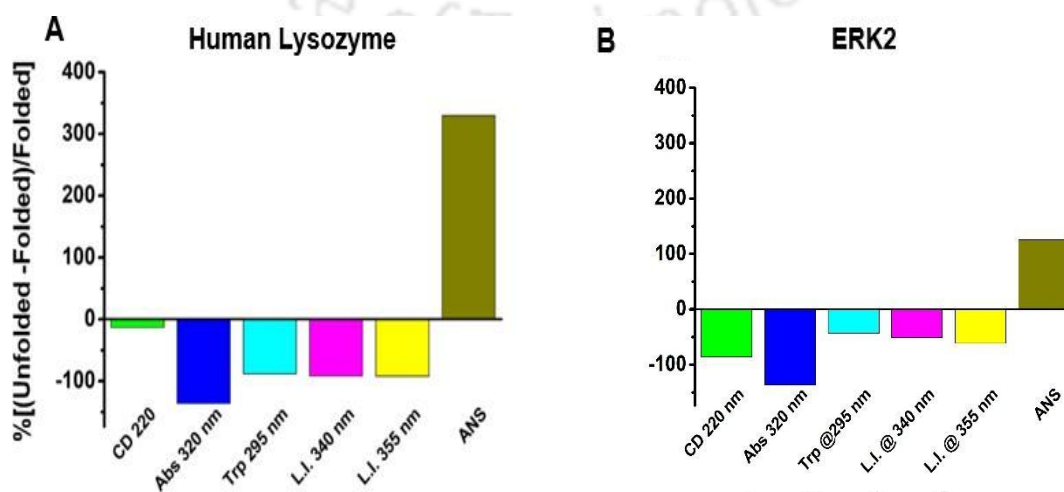 A
Human Lysozyme
%[(Unfolded -Folded)/Folded]
400
300
200
100
0
-100
CD 220
Abs 320 nm
Trp 295 nm
L.I. 340 nm
L.I. 355 nm
ANS
B
ERK2
400
300
200
100
0
-100
CD 220 nm
Abs 320 nm
Trp @295 nm
L.I. @ 340 nm
L.I. @ 355 nm
ANS